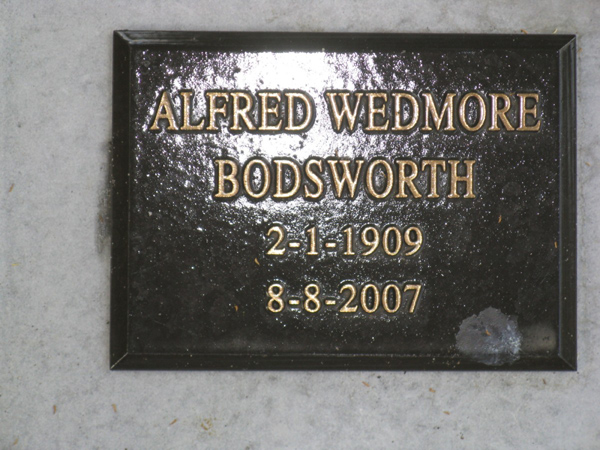 ALFRED WEDMORE
BODSWORTH
2-1-1909
8-8-2007